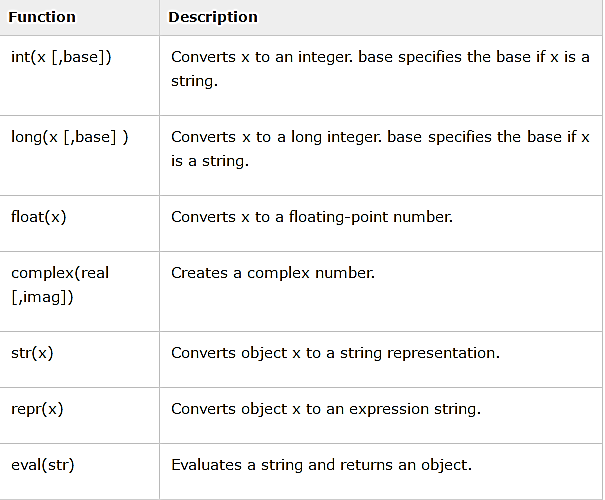 Function Description
int(x [,base]) Converts x to an integer. base specifies the base if x is a
string.
long(x [,base] ) Converts x to a long integer. base specifies the base if x
is a string.
float(x) Converts x to a floating-point number.
complex(real Creates a complex number.
[,imag])
str(x) Converts object x to a string representation.
repr(x) Converts object x to an expression string.
eval(str) Evaluates a string and returns an object.